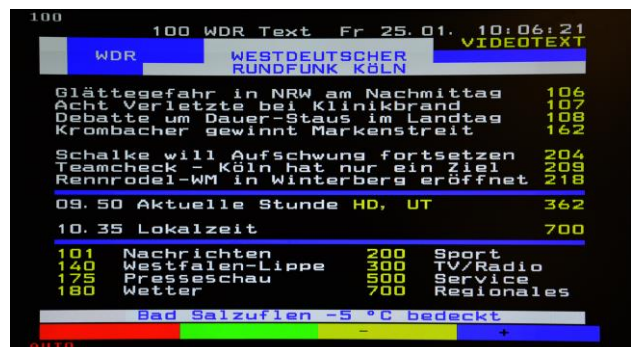 100
100 WDR Text Fr 25.01. 10:06:21
VIDEOTEXT
WDR WESTDEUTSCHER
RUNDFUNK KÖLN
Glättegefahr in NRW am Nachmittag 106
Acht Verletzte bei Klinikbrand 107
Debatte um Dauer-Staus im Landtag 108
Krombacher gewinnt Markenstreit 162
Schalke will Aufschwung fortsetzen 204
Teamcheck – Köln hat nur ein Ziel 209
Rennrodel-WM in Winterberg eröffnet 218
09.50 Aktuelle Stunde HD, UT 362
10.35 Lokalzeit 700
101 Nachrichten 200 Sport
140 Westfalen-Lippe 300 TV/Radio
175 Presseschau 500 Service
180 Wetter 700 Regionales
Bad Salzuflen -5 °C bedeckt
- +
AUTO